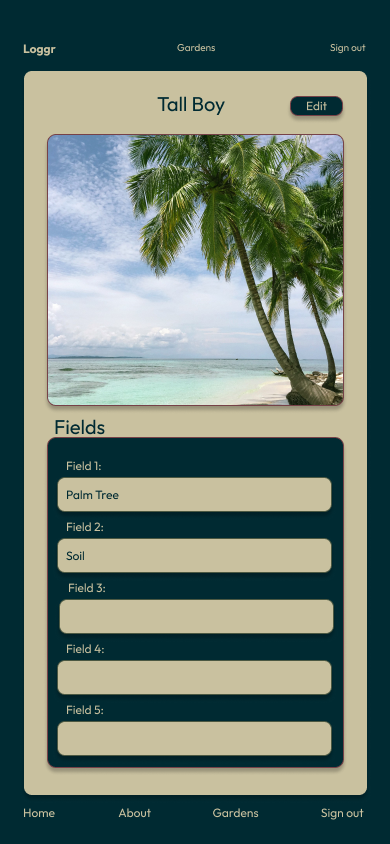 Loggr Gardens Sign out
Tall Boy Edit
Fields
Field 1:
Palm Tree
Field 2:
Soil
Field 3:
Field 4:
Field 5:
Home About Gardens Sign out